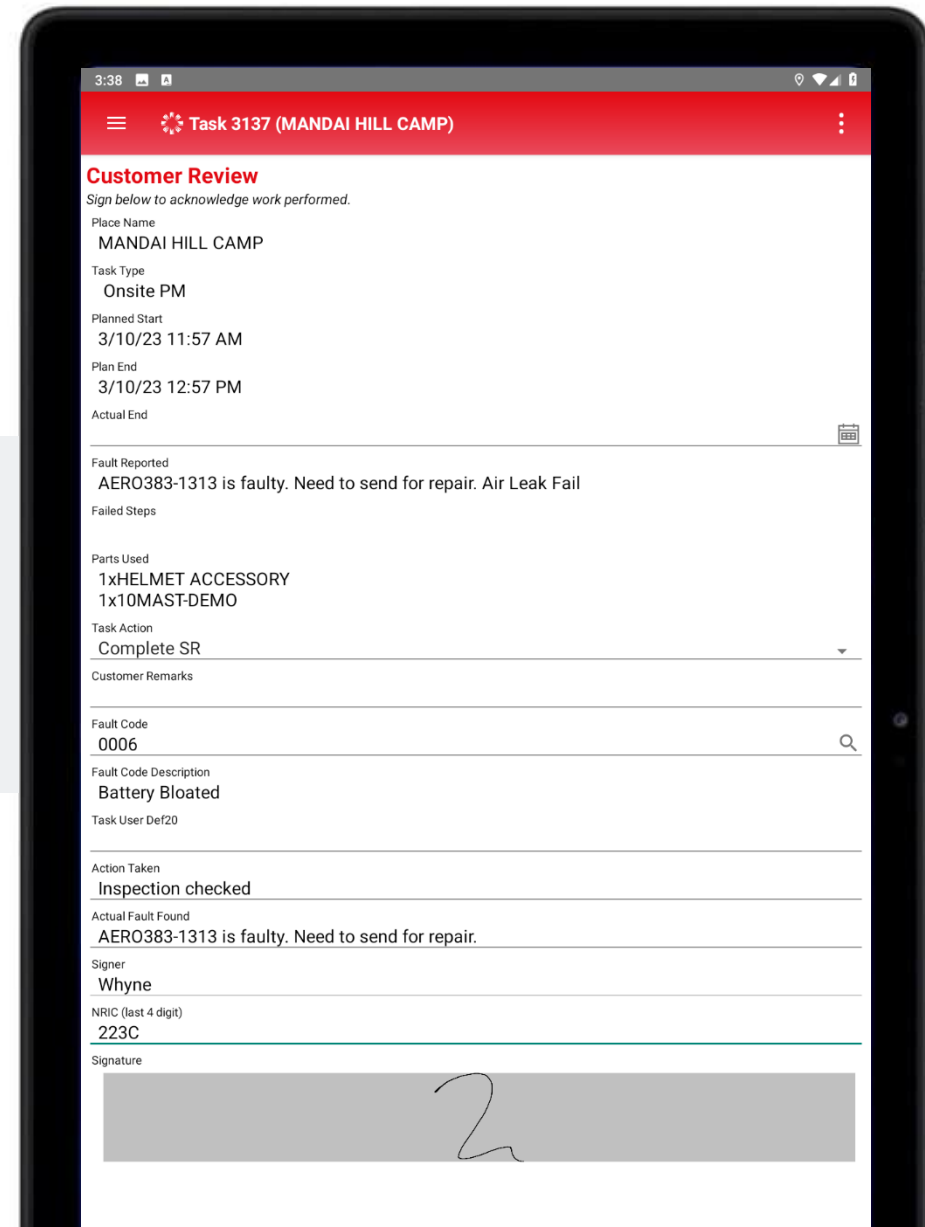 3:38
Task 3137 (MANDAI HILL CAMP)
Customer Review
Sign below to acknowledge work performed.
Place Name
MANDAI HILL CAMP
Task Type
Onsite PM
Planned Start
3/10/23 11:57 AM
Plan End
3/10/23 12:57 PM
Actual End
Fault Reported
AERO383-1313 is faulty. Need to send for repair. Air Leak Fail
Failed Steps
Parts Used
1xHELMET ACCESSORY
1x10MAST-DEMO
Task Action
Complete SR
Customer Remarks
Fault Code
0006
Fault Code Description
Battery Bloated
Task User Def20
Action Taken
Inspection checked
Actual Fault Found
AERO383-1313 is faulty. Need to send for repair.
Signer
Whyne
NRIC (last 4 digit)
223C
Signature